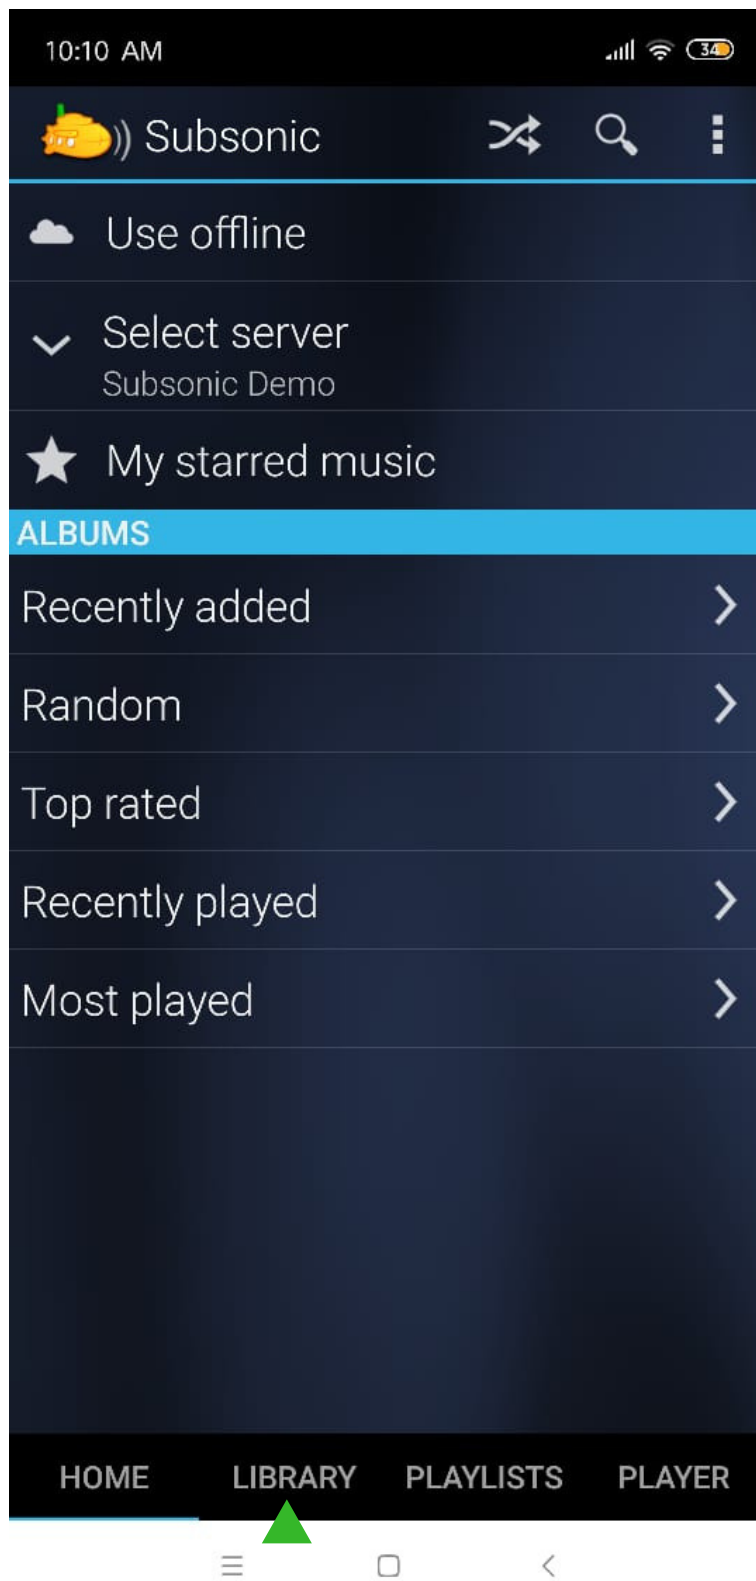 10:10 AM
34
Subsonic
Use offline
Select server
Subsonic Demo
My starred music
ALBUMS
Recently added
Random
Top rated
Recently played
Most played
HOME LIBRARY PLAYLISTS PLAYER